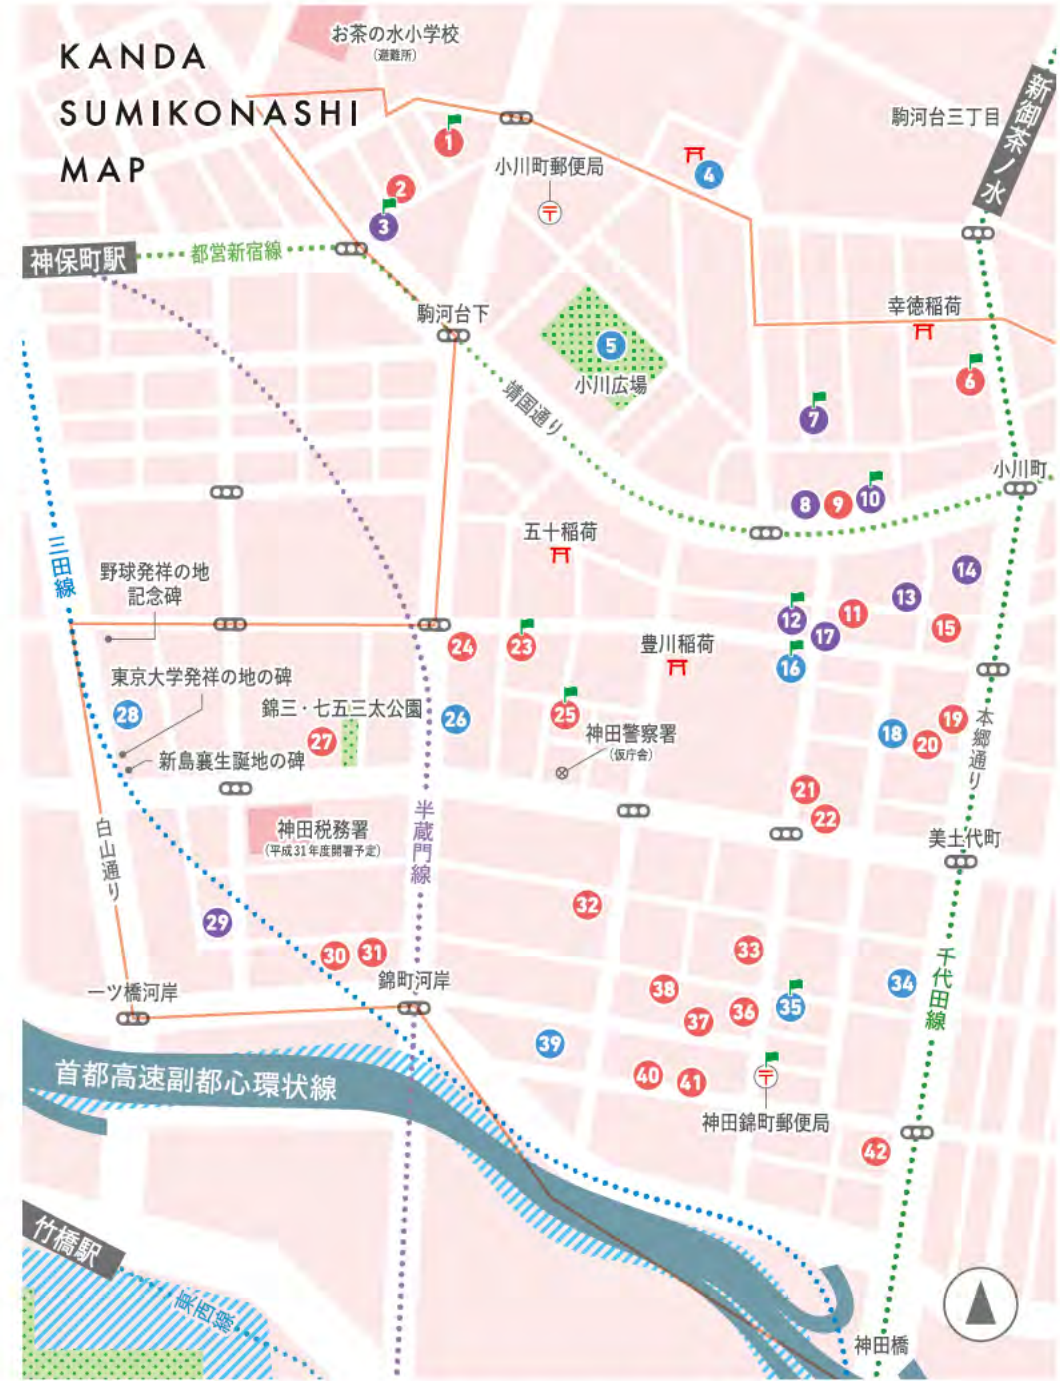 KANDA
SUMIKONASHI
MAP
お茶の水小学校
(避難所)
駿河台三丁目
新御茶ノ水
1
小川町郵便局
4
2
3
神保町駅
都営新宿線
駿河台下
幸徳稲荷
5
小川広場
6
靖国通り
7
小川町
8
9
10
三田線
五十稲荷
野球発祥の地
記念碑
14
13
12
11
15
17
24
23
豊川稲荷
16
東京大学発祥の地の碑
28
錦三・七五三太公園
26
25
神田警察署
(仮庁舎)
27
新島襄生誕地の碑
18
19
20
本郷通り
21
22
神田税務署
(平成31年度開署予定)
半蔵門線
白山通り
美土代町
32
29
30
31
33
千代田線
一ツ橋河岸
錦町河岸
38
34
35
36
37
39
首都高速副都心環状線
40
41
神田錦町郵便局
42
竹橋駅
東西線
神田橋